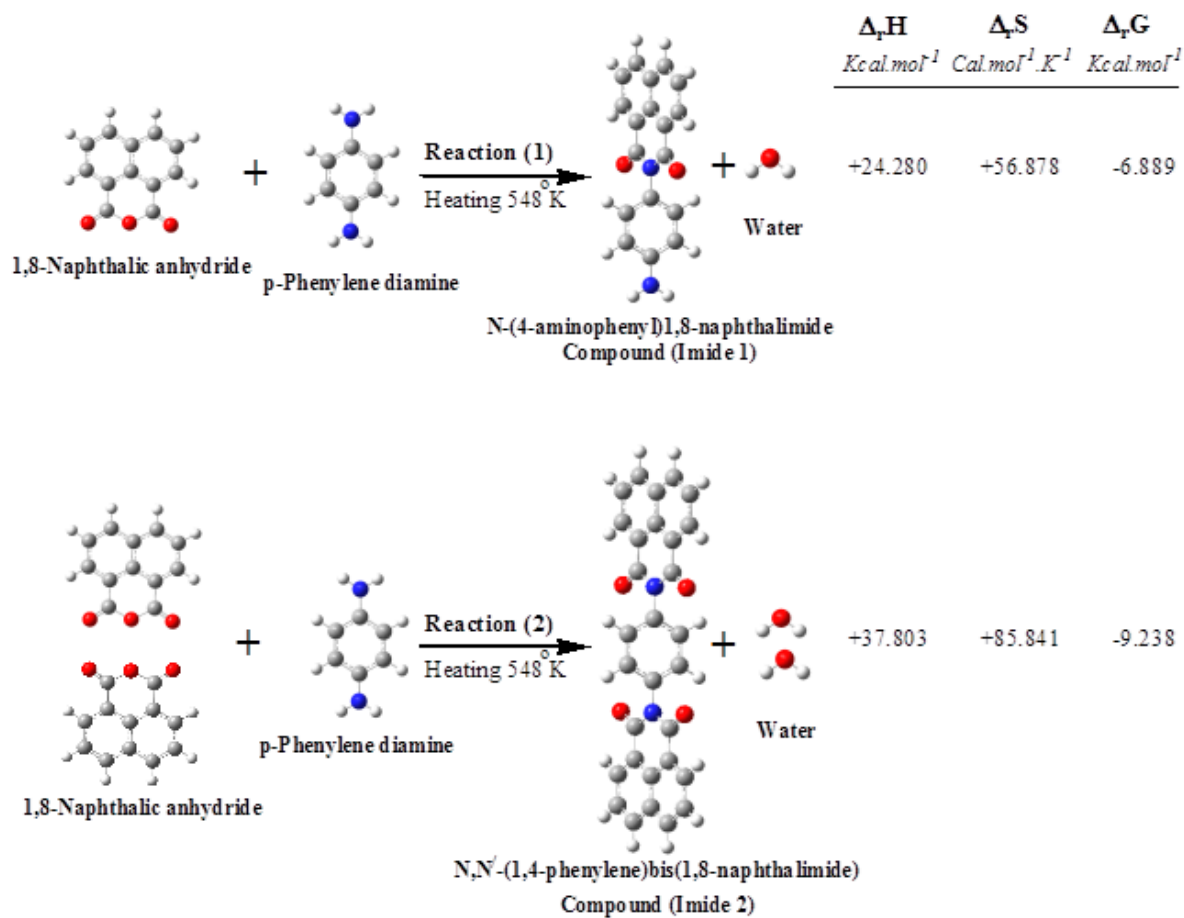 ΔrH ΔrS ΔrG
Kcal.mol-1 Cal.mol-1.K-1 Kcal.mol-1
+ Reaction (1) + +24.280 +56.878 -6.889
Heating 548°K
Water
1,8-Naphthalic anhydride
p-Phenylene diamine
N-(4-aminophenyl)1,8-naphthalimide
Compound (Imide 1)
+ Reaction (2) + +37.803 +85.841 -9.238
Heating 548°K
Water
p-Phenylene diamine
1,8-Naphthalic anhydride
N,N/-(1,4-phenylene)bis(1,8-naphthalimide)
Compound (Imide 2)